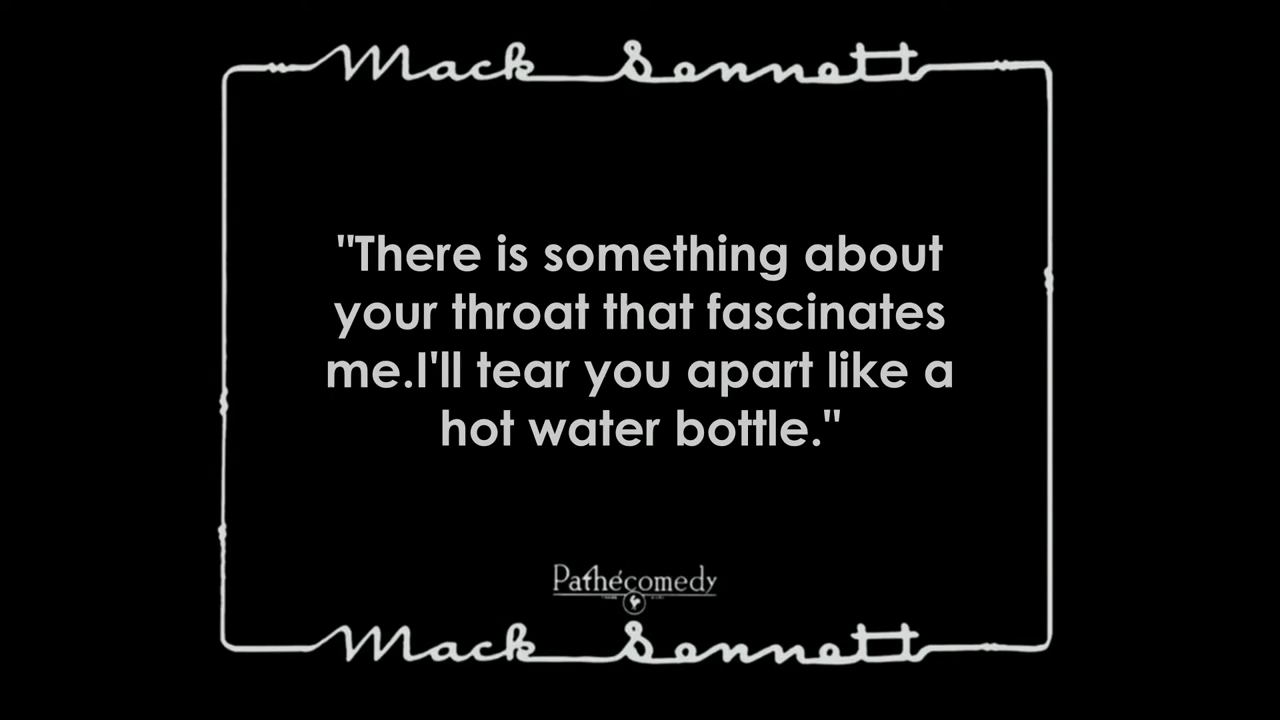 Mack Sennett
"There is something about
your throat that fascinates
me.I'll tear you apart like a
hot water bottle."
Pathécomedy
Mack Sennett